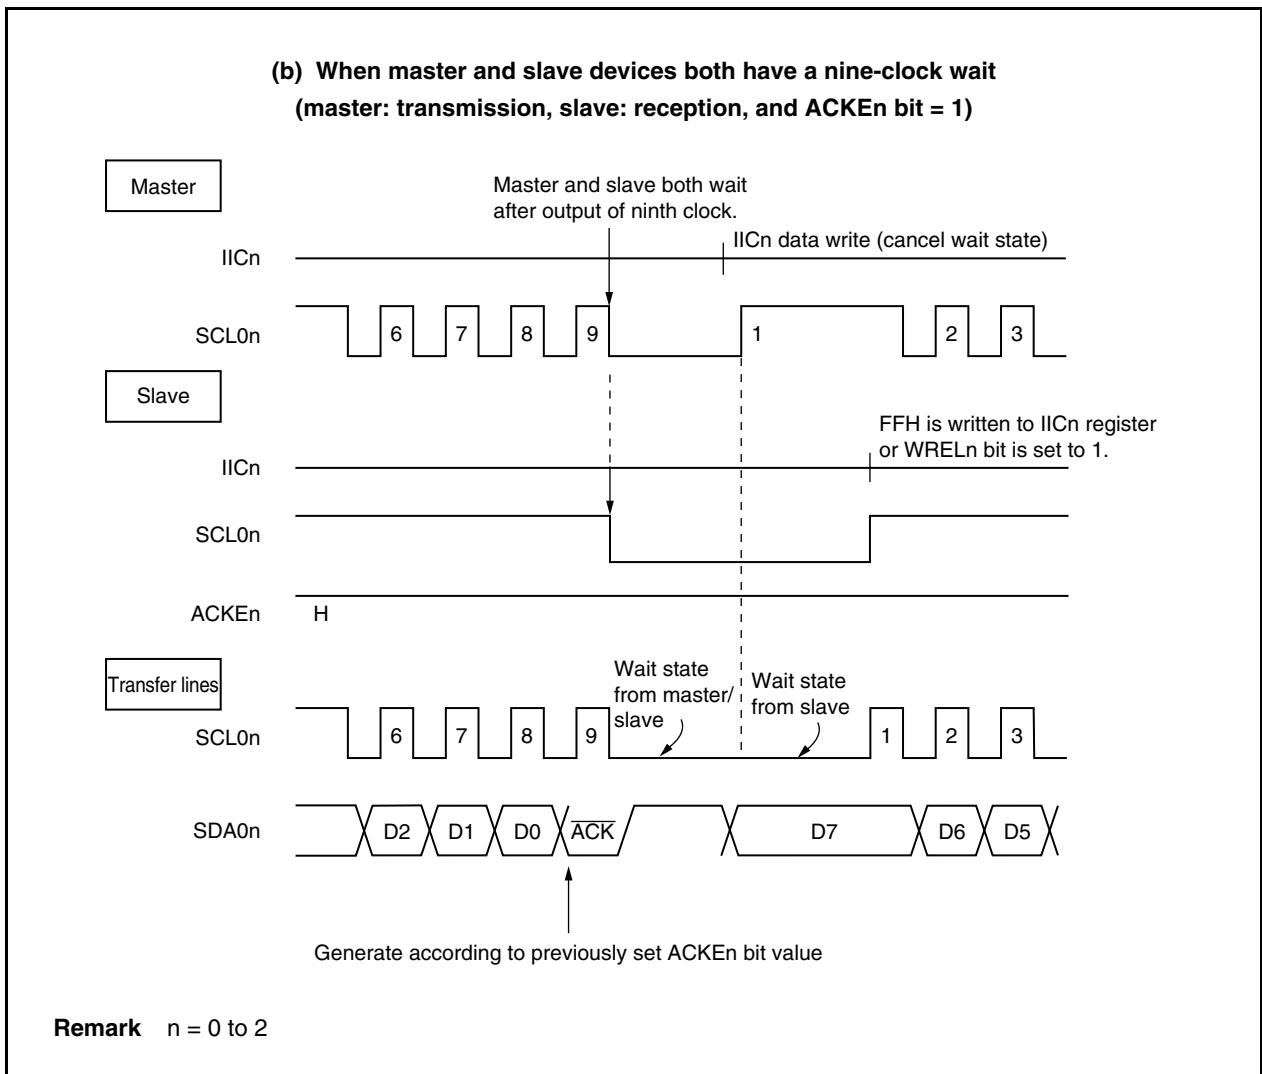 (b) When master and slave devices both have a nine-clock wait
(master: transmission, slave: reception, and ACKEn bit = 1)
Master
Master and slave both wait
after output of ninth clock.
IICn
IICn data write (cancel wait state)
SCL0n
6 7 8 9 1 2 3
Slave
FFH is written to IICn register
or WRELn bit is set to 1.
IICn
SCL0n
ACKEn
H
Transfer lines
Wait state
from master/
slave
Wait state
from slave
SCL0n
6 7 8 9 1 2 3
SDA0n
D2 D1 D0 ACK D7 D6 D5
Generate according to previously set ACKEn bit value
Remark n = 0 to 2